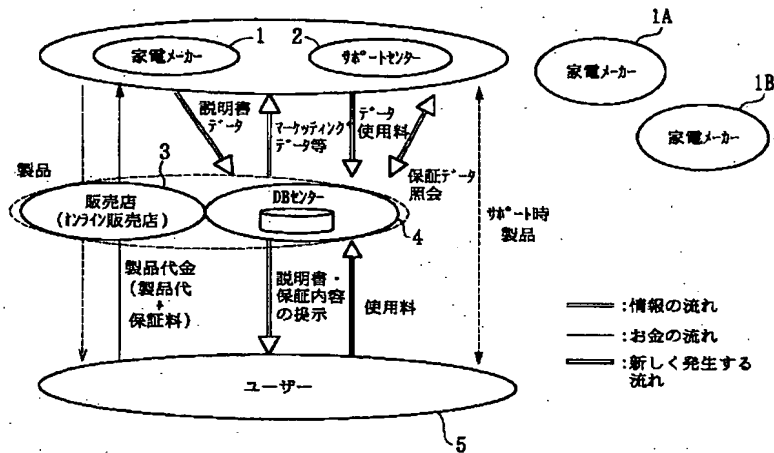 1
家電メーカー
2
サポートセンター
1A
家電メーカー
1B
家電メーカー
説明書
データ
マーケッティング
データ等
データ
使用料
保証データ
照会
製品
3
販売店
(オンライン販売店)
DBセンター
4
サポート時
製品
製品代金
(製品代
+
保証料)
説明書・
保証内容
の提示
使用料
:情報の流れ
:お金の流れ
:新しく発生する
流れ
ユーザー
5